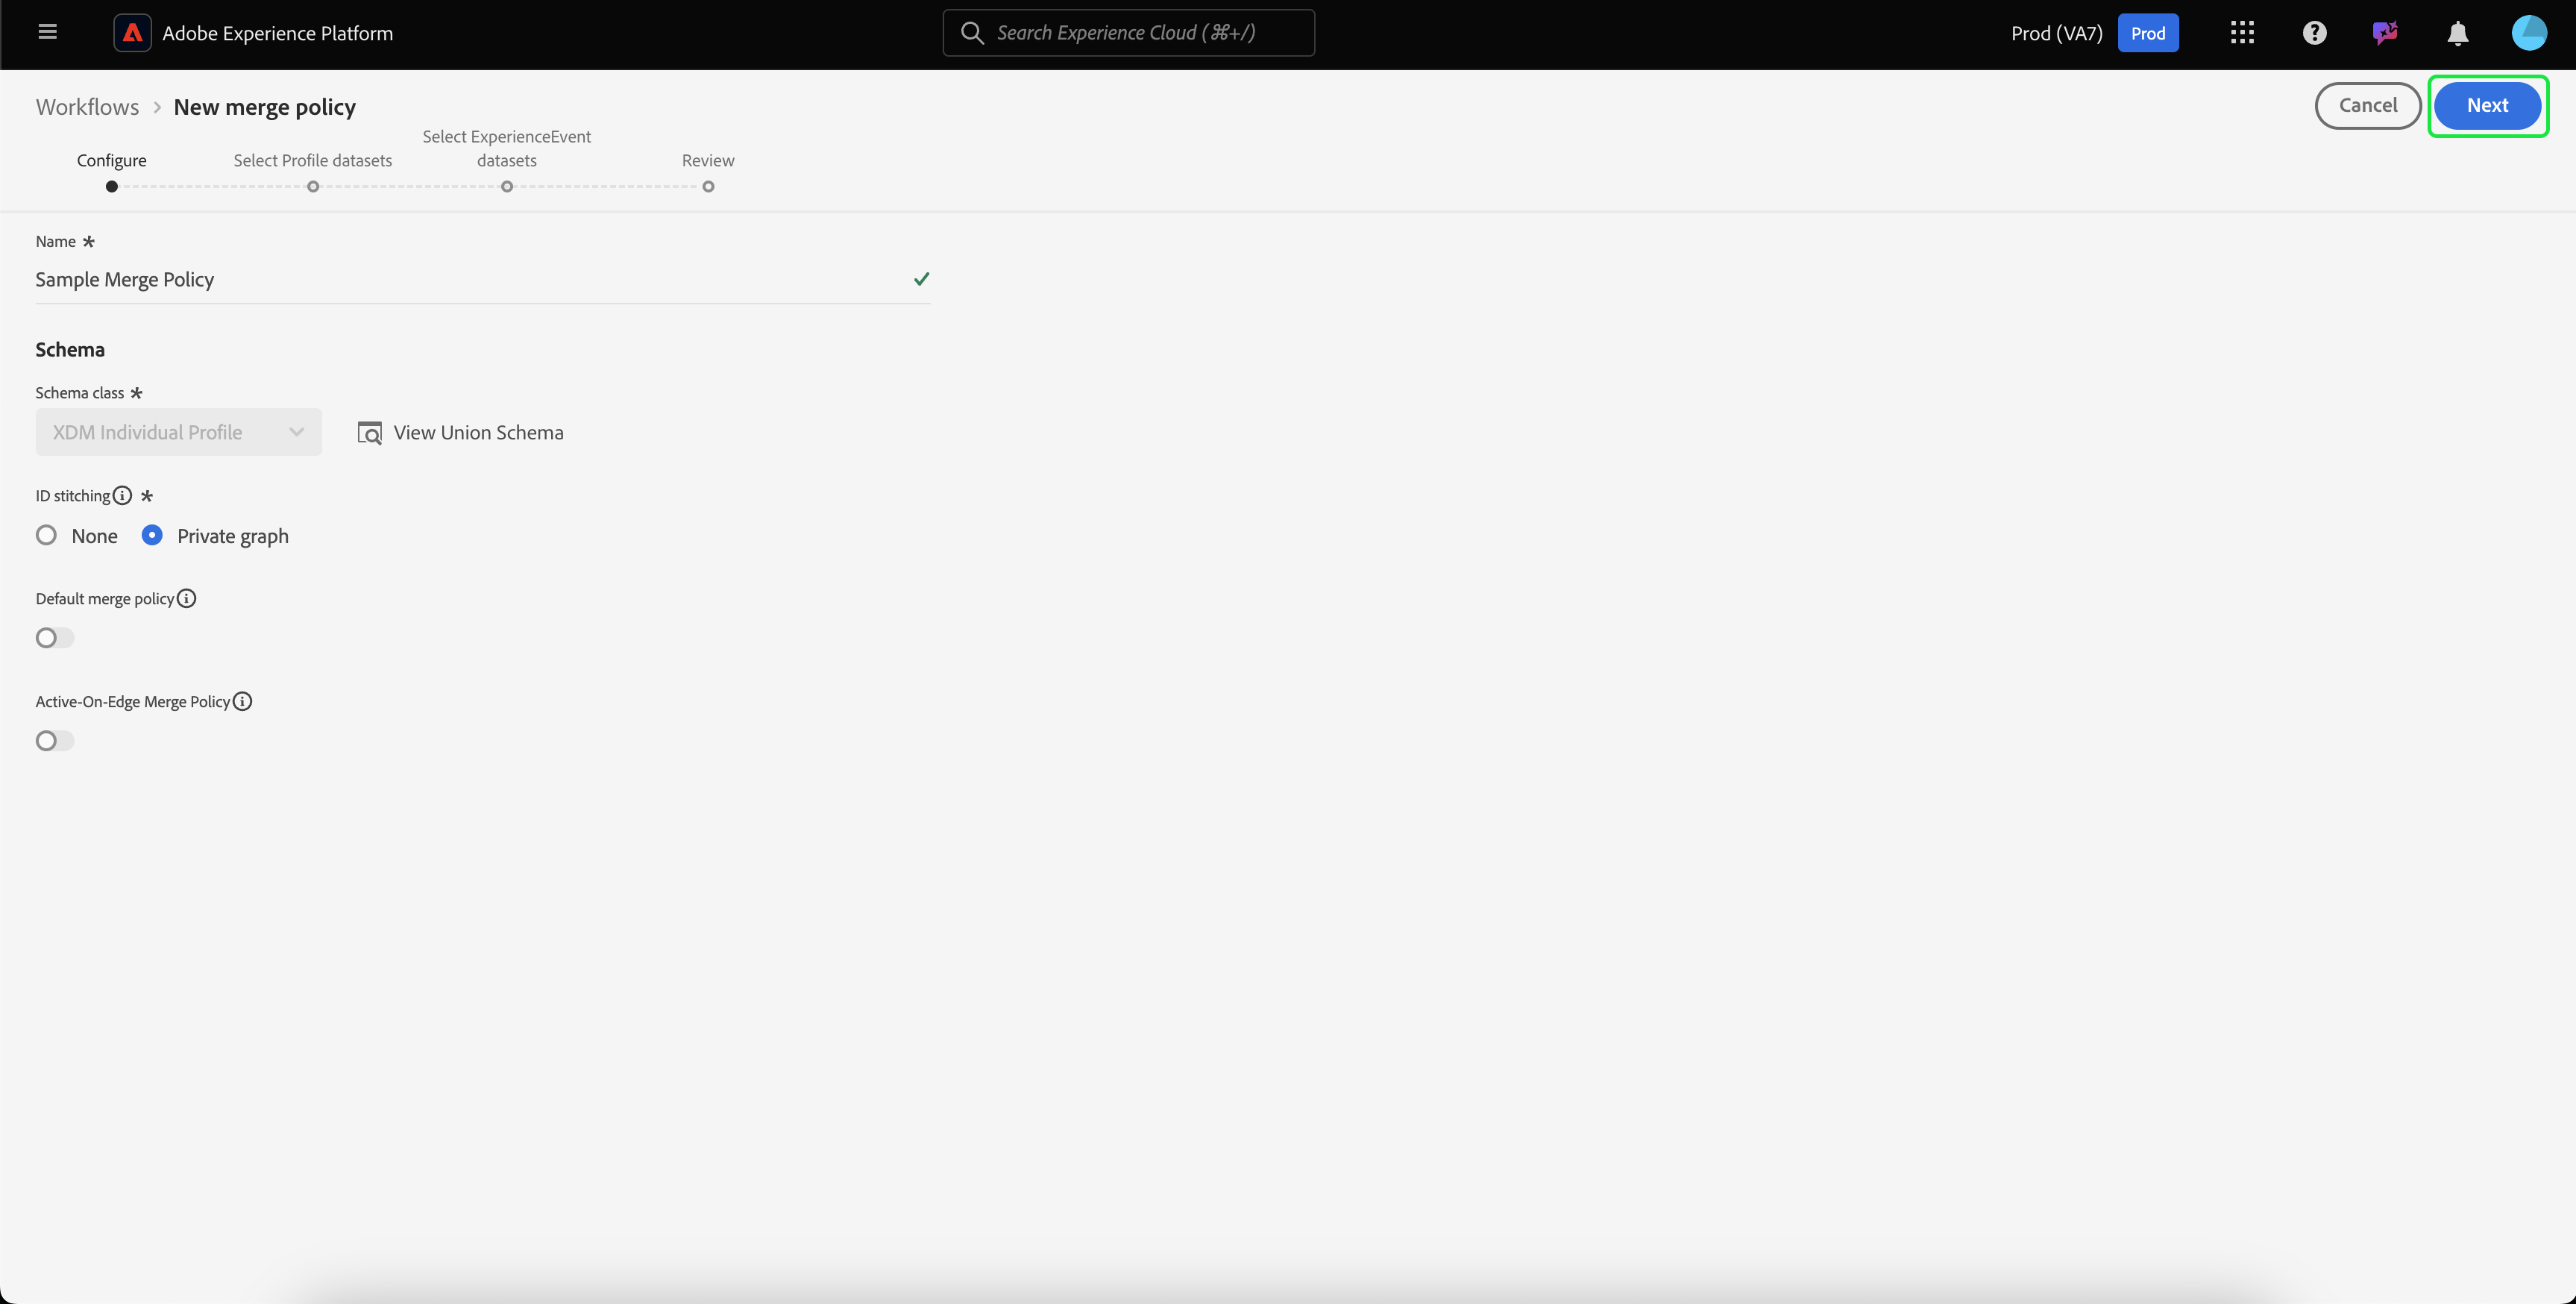 Adobe Experience Platform
Search Experience Cloud (⌘+/)
Prod (VA7)
Prod
Workflows > New merge policy
Cancel
Next
Configure
Select Profile datasets
Select ExperienceEvent
datasets
Review
Name *
Sample Merge Policy
Schema
Schema class *
XDM Individual Profile
View Union Schema
ID stitching *
None
Private graph
Default merge policy
Active-On-Edge Merge Policy